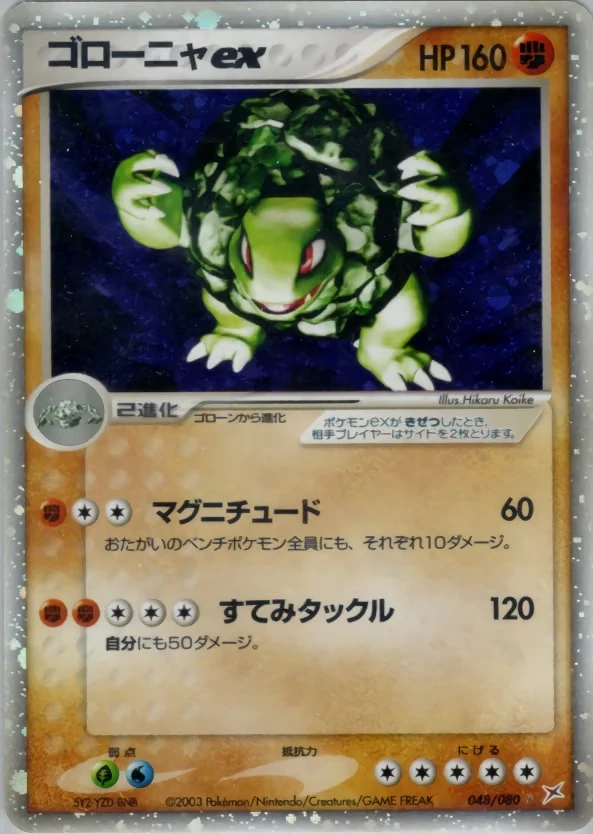 ゴローニャex HP160
Illus.Hikaru Koike
2進化 ゴローンから進化
ポケモンexが きぜつしたとき、
相手プレイヤーはサイトを2枚とります。
マグニチュード 60
おたがいのベンチポケモン全員にも、それぞれ10ダメージ。
すてみタックル 120
自分にも50ダメージ。
弱点 抵抗力 にげる
©2003 Pokémon/Nintendo/Creatures/GAME FREAK 048/080